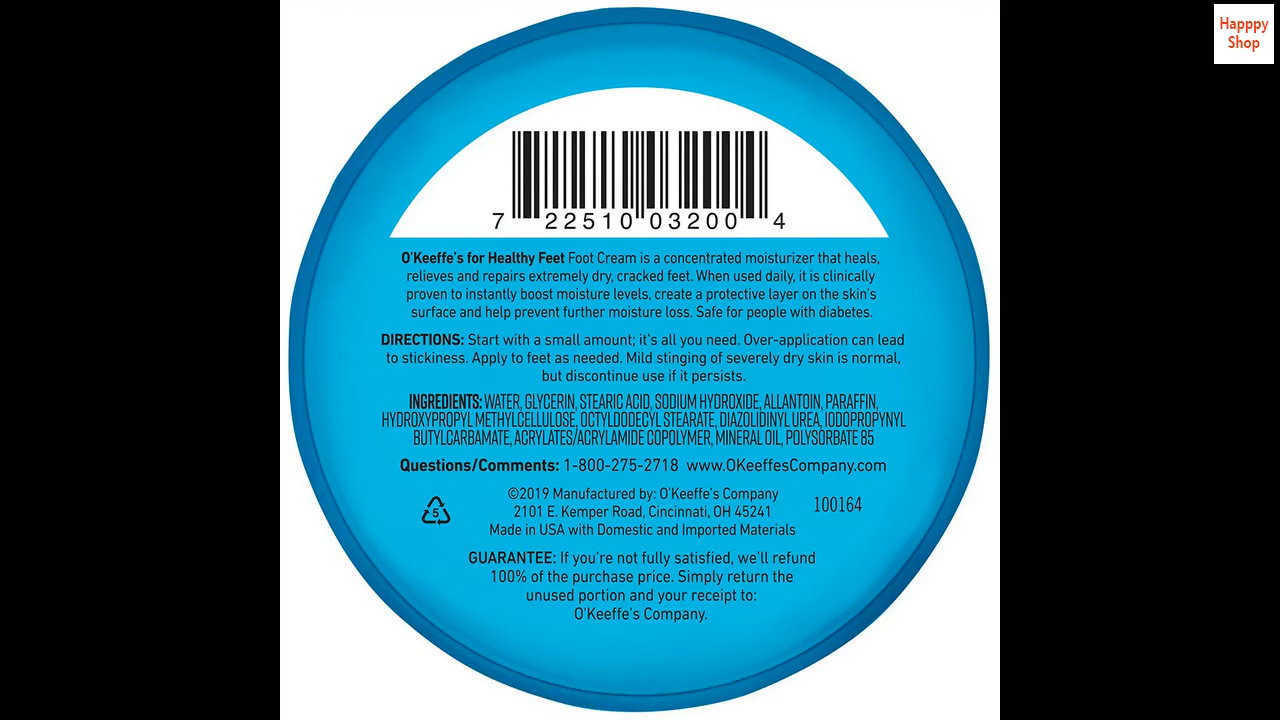 Happpy
Shop
7 22510 03200 4
O'Keeffe's for Healthy Feet Foot Cream is a concentrated moisturizer that heals,
relieves and repairs extremely dry, cracked feet. When used daily, it is clinically
proven to instantly boost moisture levels, create a protective layer on the skin's
surface and help prevent further moisture loss. Safe for people with diabetes.
DIRECTIONS: Start with a small amount; it's all you need. Over-application can lead
to stickiness. Apply to feet as needed. Mild stinging of severely dry skin is normal,
but discontinue use if it persists.
INGREDIENTS: WATER, GLYCERIN, STEARIC ACID, SODIUM HYDROXIDE, ALLANTOIN, PARAFFIN,
HYDROXYPROPYL METHYLCELLULOSE, OCTYLDODECYL STEARATE, DIAZOLIDINYL UREA, IODOPROPYNYL
BUTYLCARBAMATE, ACRYLATES/ACRYLAMIDE COPOLYMER, MINERAL OIL, POLYSORBATE 85
Questions/Comments: 1-800-275-2718 www.OKeeffesCompany.com
©2019 Manufactured by: O'Keeffe's Company
2101 E. Kemper Road, Cincinnati, OH 45241
Made in USA with Domestic and Imported Materials
5
100164
GUARANTEE: If you're not fully satisfied, we'll refund
100% of the purchase price. Simply return the
unused portion and your receipt to:
O'Keeffe's Company.